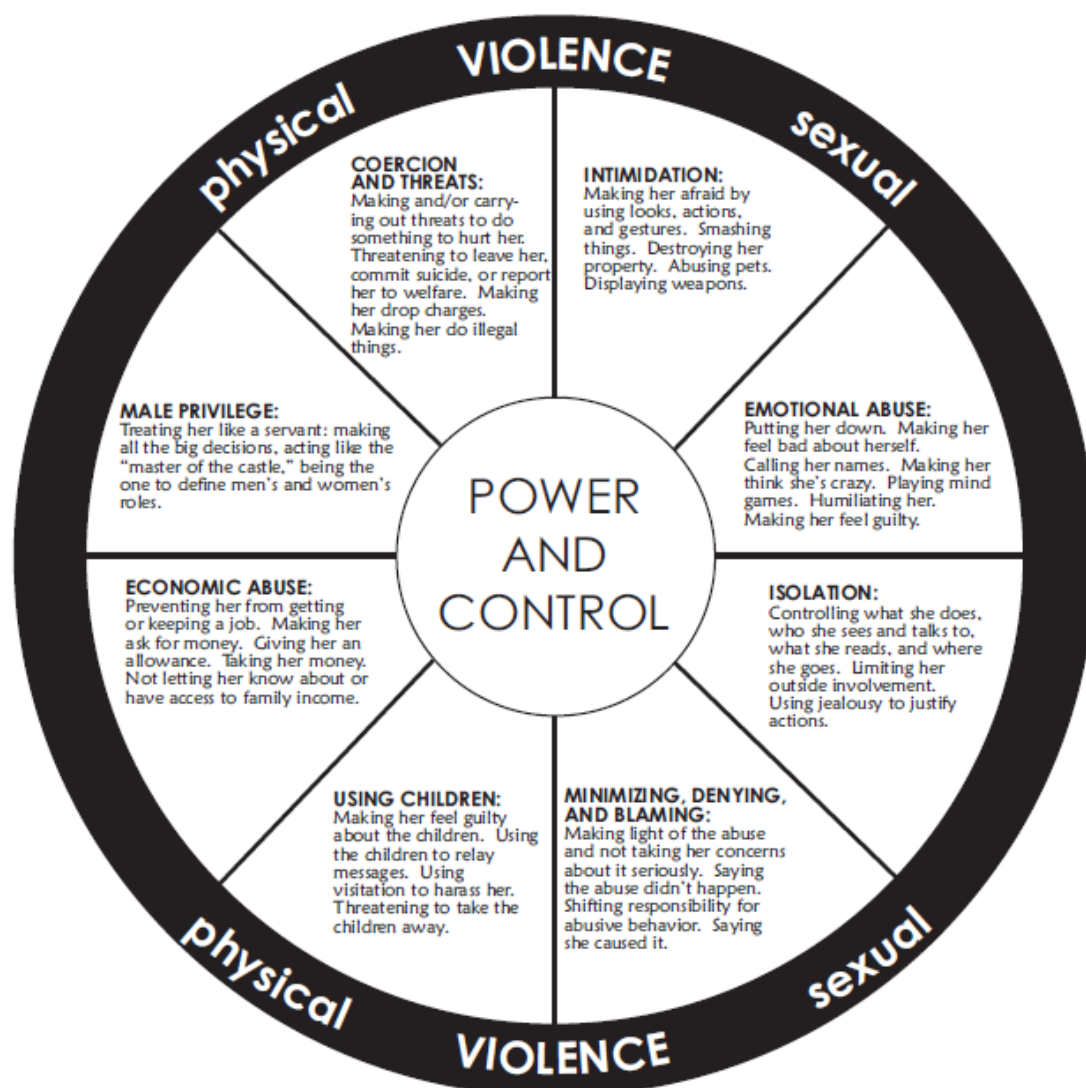 physical VIOLENCE sexual
COERCION
AND THREATS:
Making and/or carry-
ing out threats to do
something to hurt her.
Threatening to leave her,
commit suicide, or report
her to welfare. Making
her drop charges.
Making her do illegal
things.
INTIMIDATION:
Making her afraid by
using looks, actions,
and gestures. Smashing
things. Destroying her
property. Abusing pets.
Displaying weapons.
MALE PRIVILEGE:
Treating her like a servant: making
all the big decisions, acting like the
“master of the castle,” being the
one to define men’s and women’s
roles.
EMOTIONAL ABUSE:
Putting her down. Making her
feel bad about herself.
Calling her names. Making her
think she’s crazy. Playing mind
games. Humiliating her.
Making her feel guilty.
POWER
AND
CONTROL
ECONOMIC ABUSE:
Preventing her from getting
or keeping a job. Making her
ask for money. Giving her an
allowance. Taking her money.
Not letting her know about or
have access to family income.
ISOLATION:
Controlling what she does,
who she sees and talks to,
what she reads, and where
she goes. Limiting her
outside involvement.
Using jealousy to justify
actions.
USING CHILDREN:
Making her feel guilty
about the children. Using
the children to relay
messages. Using
visitation to harass her.
Threatening to take the
children away.
MINIMIZING, DENYING,
AND BLAMING:
Making light of the abuse
and not taking her concerns
about it seriously. Saying
the abuse didn’t happen.
Shifting responsibility for
abusive behavior. Saying
she caused it.
physical VIOLENCE sexual